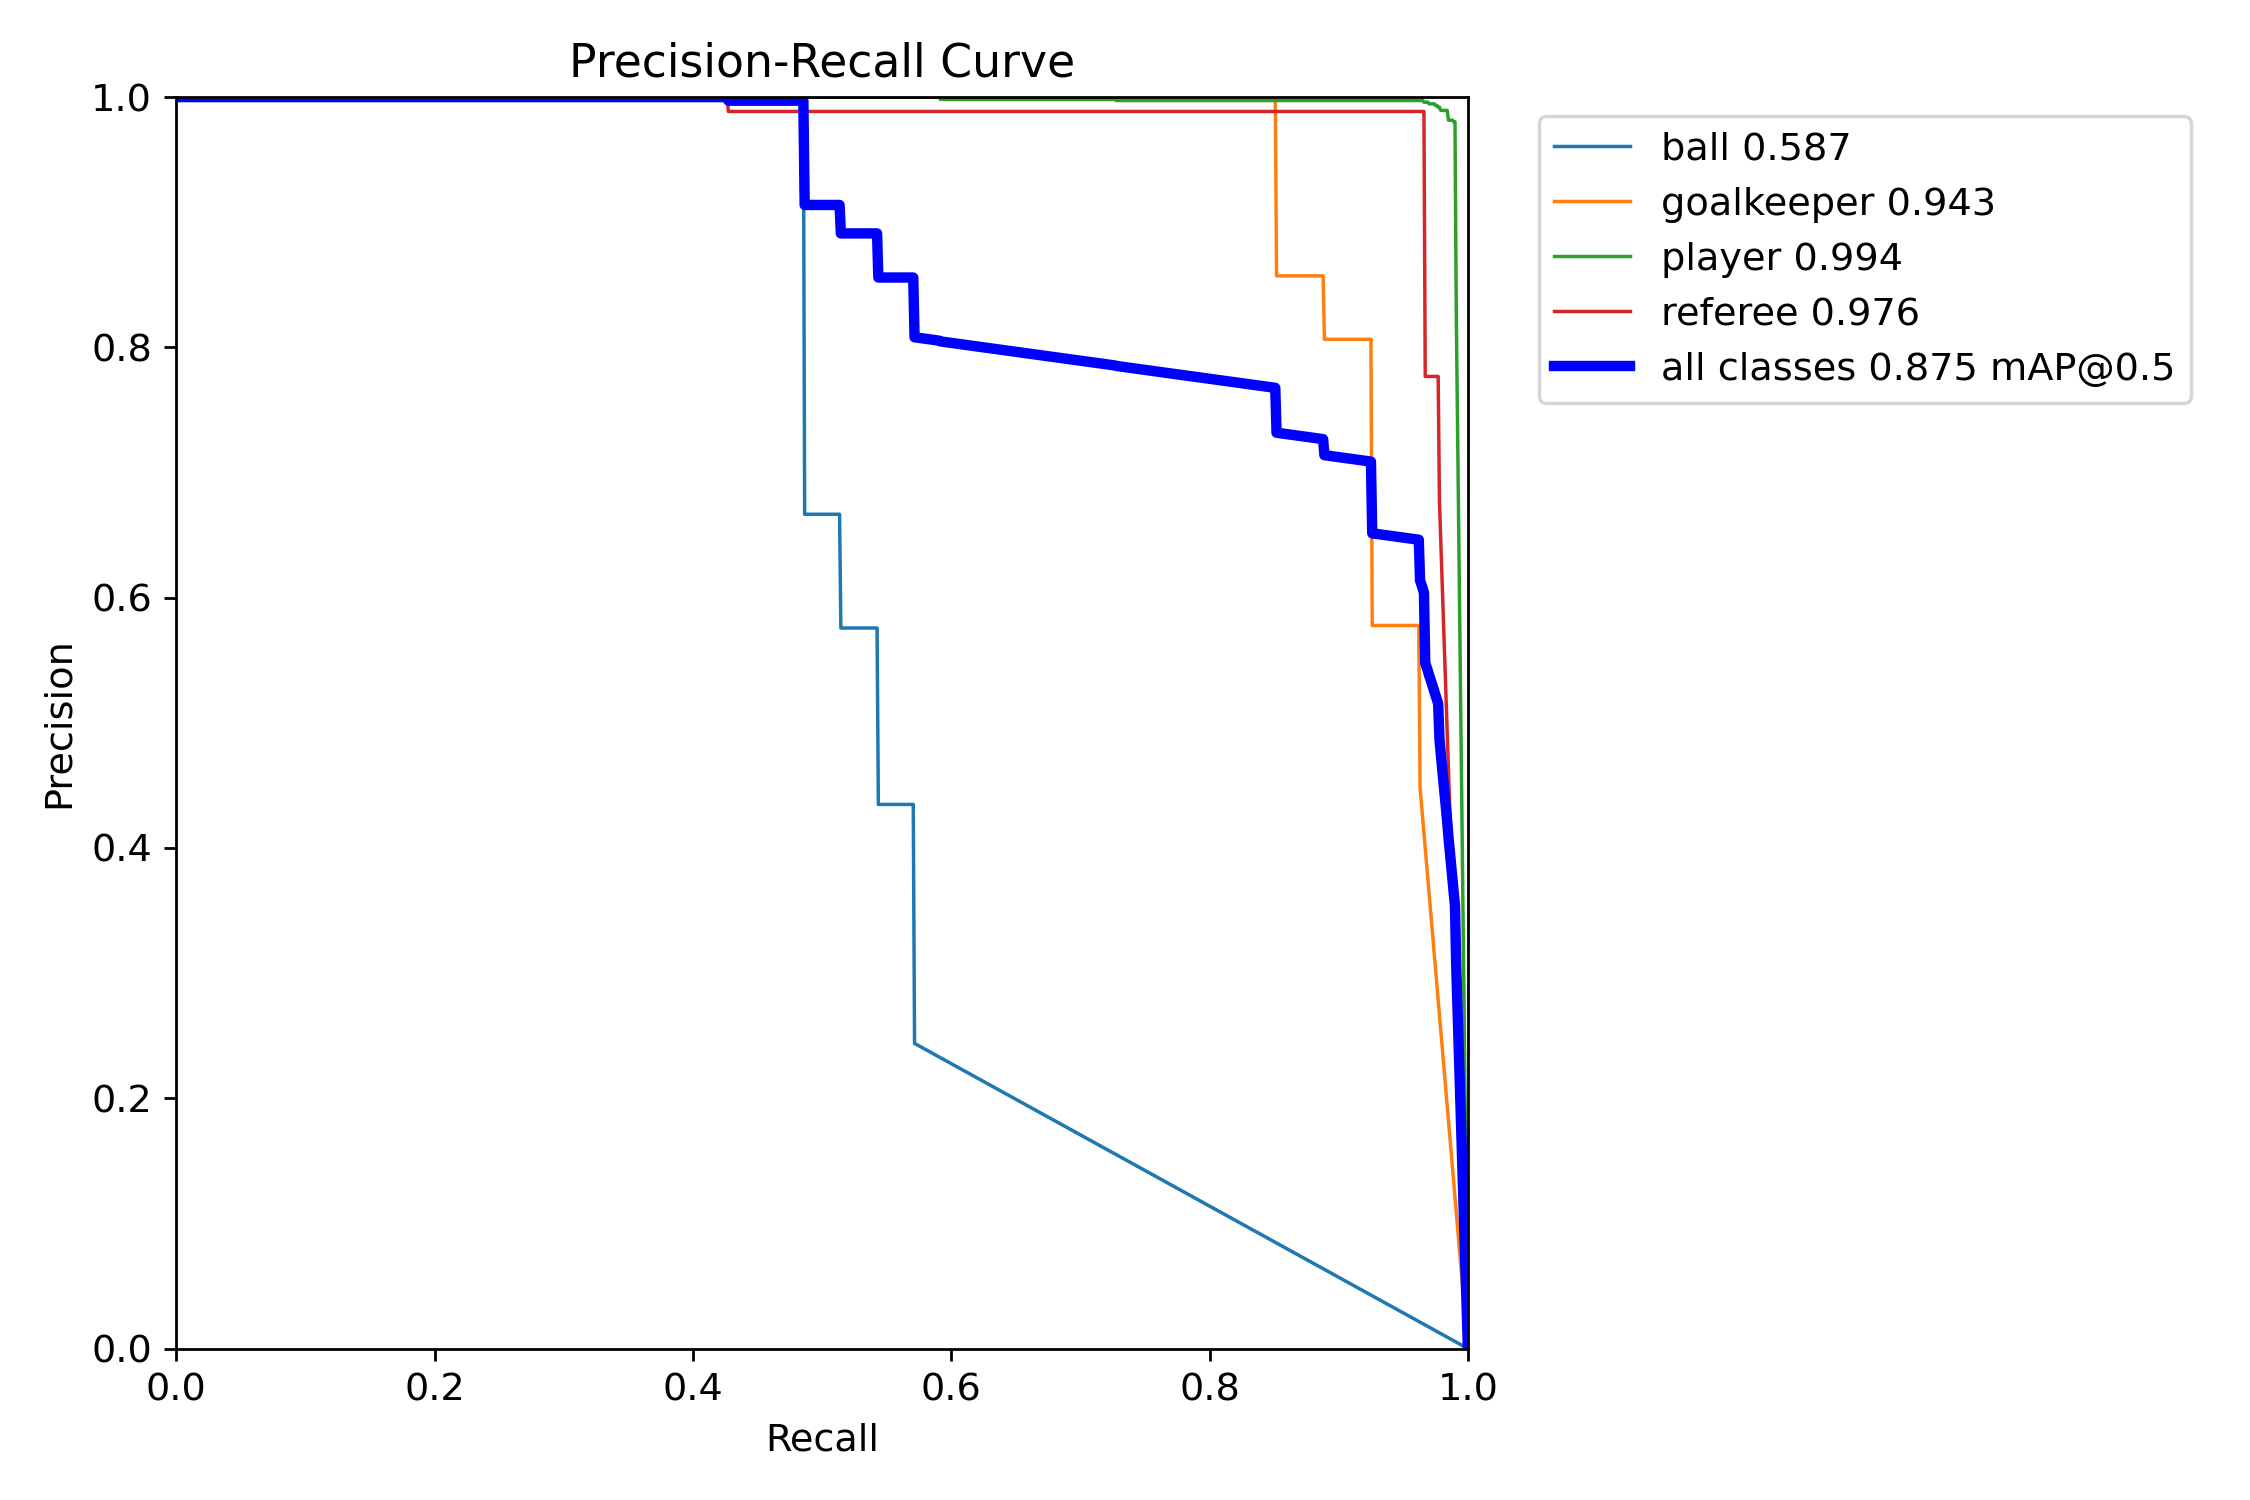 Precision-Recall Curve
1.0
0.8
0.6
0.4
0.2
0.0
Precision
0.0 0.2 0.4 0.6 0.8 1.0
Recall
ball 0.587
goalkeeper 0.943
player 0.994
referee 0.976
all classes 0.875 mAP@0.5